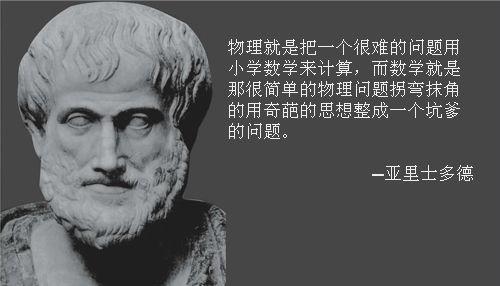 物理就是把一个很难的问题用
小学数学来计算，而数学就是
那很简单的物理问题拐弯抹角
的用奇葩的思想整成一个坑爹
的问题。
—亚里士多德